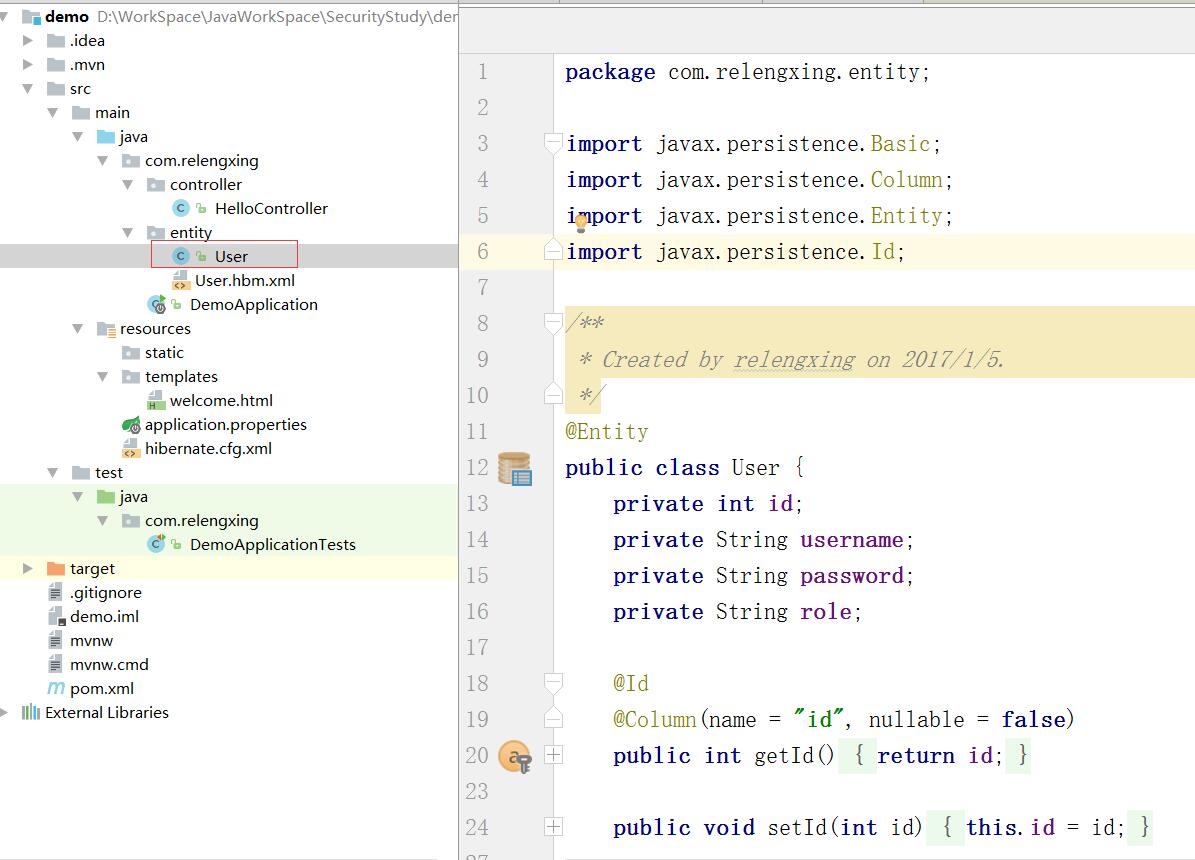 demo D:\WorkSpace\JavaWorkSpace\SecurityStudy\der
.idea
.mvn
src
main
java
com.relengxing
controller
HelloController
entity
User
User.hbm.xml
DemoApplication
resources
static
templates
welcome.html
application.properties
hibernate.cfg.xml
test
java
com.relengxing
DemoApplicationTests
target
.gitignore
demo.iml
mvnw
mvnw.cmd
pom.xml
External Libraries
1 package com.relengxing.entity;
2
3 import javax.persistence.Basic;
4 import javax.persistence.Column;
5 import javax.persistence.Entity;
6 import javax.persistence.Id;
7
8 /**
9 * Created by relengxing on 2017/1/5.
10 */
11 @Entity
12 public class User {
13 private int id;
14 private String username;
15 private String password;
16 private String role;
17
18 @Id
19 @Column(name = "id", nullable = false)
20 public int getId() { return id; }
23
24 public void setId(int id) { this.id = id; }